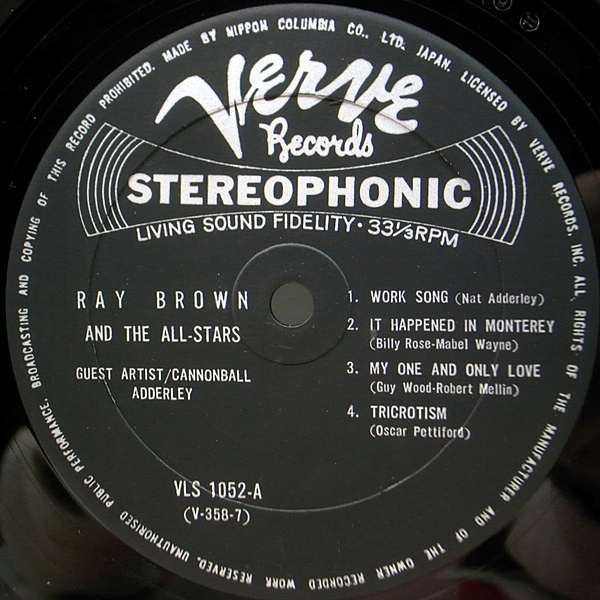 MADE BY NIPPON COLUMBIA CO., LTD. JAPAN. LICENSED BY VERVE RECORDS, INC. ALL, RIGHTS OF THE MANUFACTURER AND OF THE OWNER RECORDED WORK RESERVED. UNAUTHORISED PUBLIC PERFORMANCE, BROADCASTING AND COPYING OF THIS RECORD PROHIBITED.
Verve
Records
STEREOPHONIC
LIVING SOUND FIDELITY · 33⅓ RPM
RAY BROWN
AND THE ALL-STARS
GUEST ARTIST/CANNONBALL
ADDERLEY
1. WORK SONG (Nat Adderley)
2. IT HAPPENED IN MONTEREY
(Billy Rose-Mabel Wayne)
3. MY ONE AND ONLY LOVE
(Guy Wood-Robert Mellin)
4. TRICROTISM
(Oscar Pettiford)
VLS 1052-A
(V-358-7)